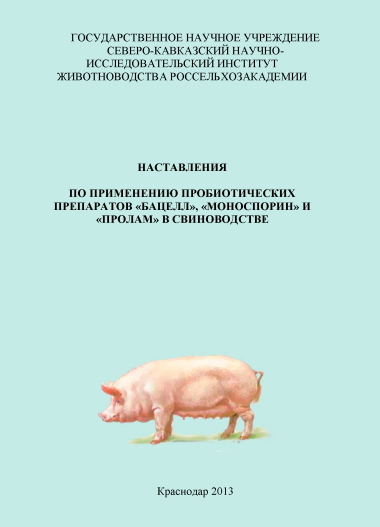 ГОСУДАРСТВЕННОЕ НАУЧНОЕ УЧРЕЖДЕНИЕ
СЕВЕРО-КАВКАЗСКИЙ НАУЧНО-
ИССЛЕДОВАТЕЛЬСКИЙ ИНСТИТУТ
ЖИВОТНОВОДСТВА РОССЕЛЬХОЗАКАДЕМИИ
НАСТАВЛЕНИЯ
ПО ПРИМЕНЕНИЮ ПРОБИОТИЧЕСКИХ
ПРЕПАРАТОВ «БАЦЕЛЛ», «МОНОСПОРИН» И
«ПРОЛАМ» В СВИНОВОДСТВЕ
Краснодар 2013